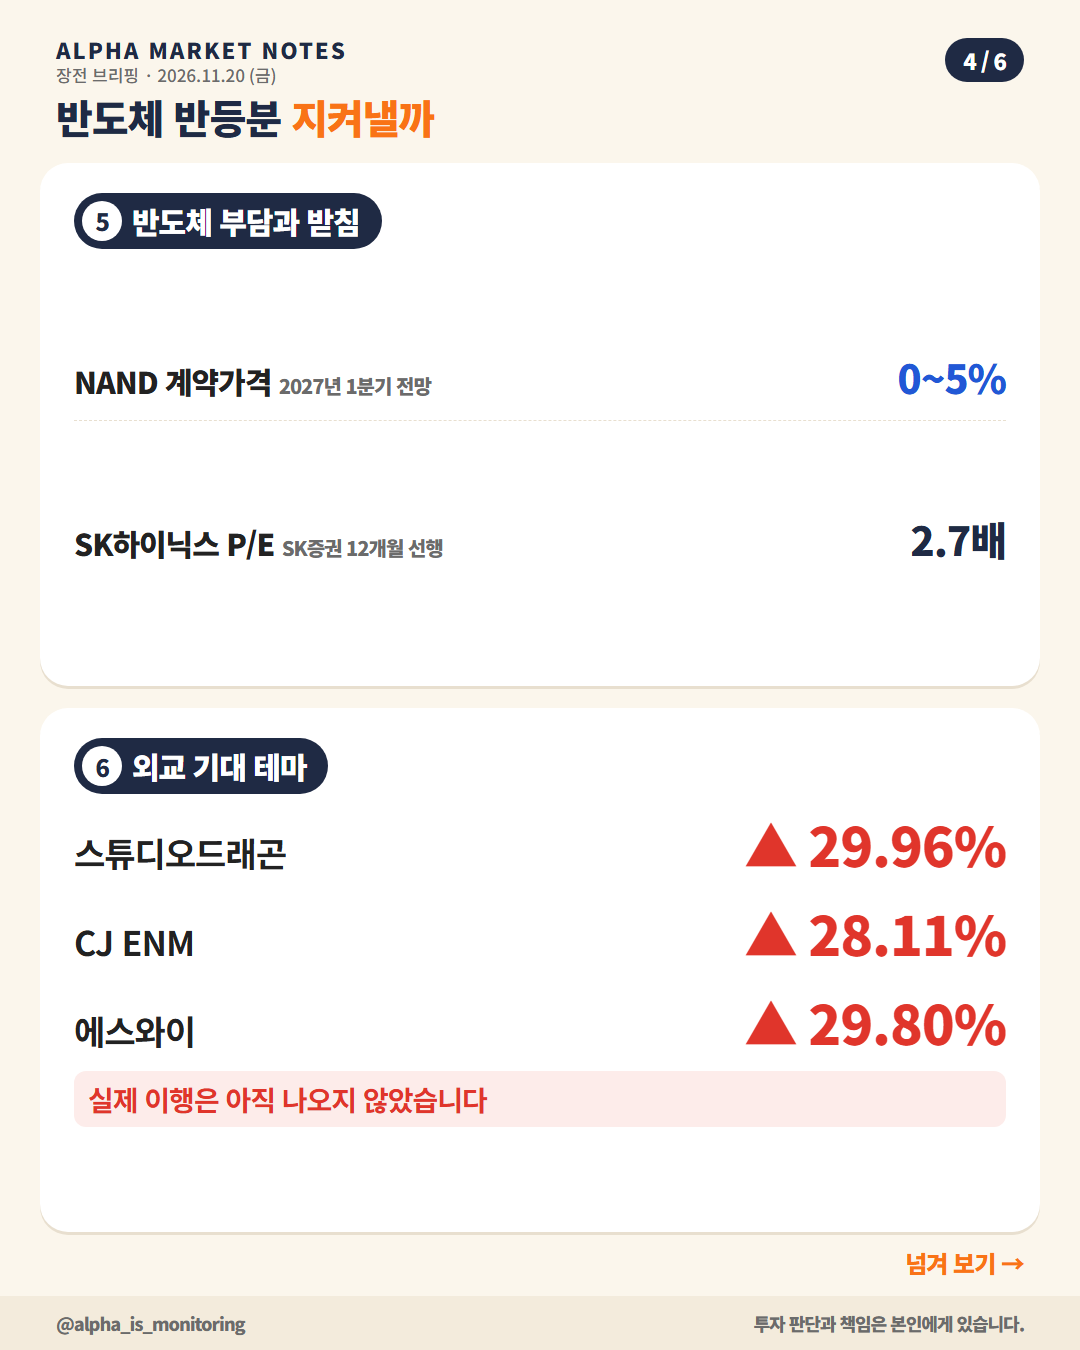 ALPHA MARKET NOTES
장전 브리핑 · 2026.11.20 (금)
4 / 6
반도체 반등분 지켜낼까
5 반도체 부담과 받침
NAND 계약가격 2027년 1분기 전망 0~5%
SK하이닉스 P/E SK증권 12개월 선행 2.7배
6 외교 기대 테마
스튜디오드래곤 ▲ 29.96%
CJ ENM ▲ 28.11%
에스와이 ▲ 29.80%
실제 이행은 아직 나오지 않았습니다
넘겨 보기 →
@alpha_is_monitoring 투자 판단과 책임은 본인에게 있습니다.